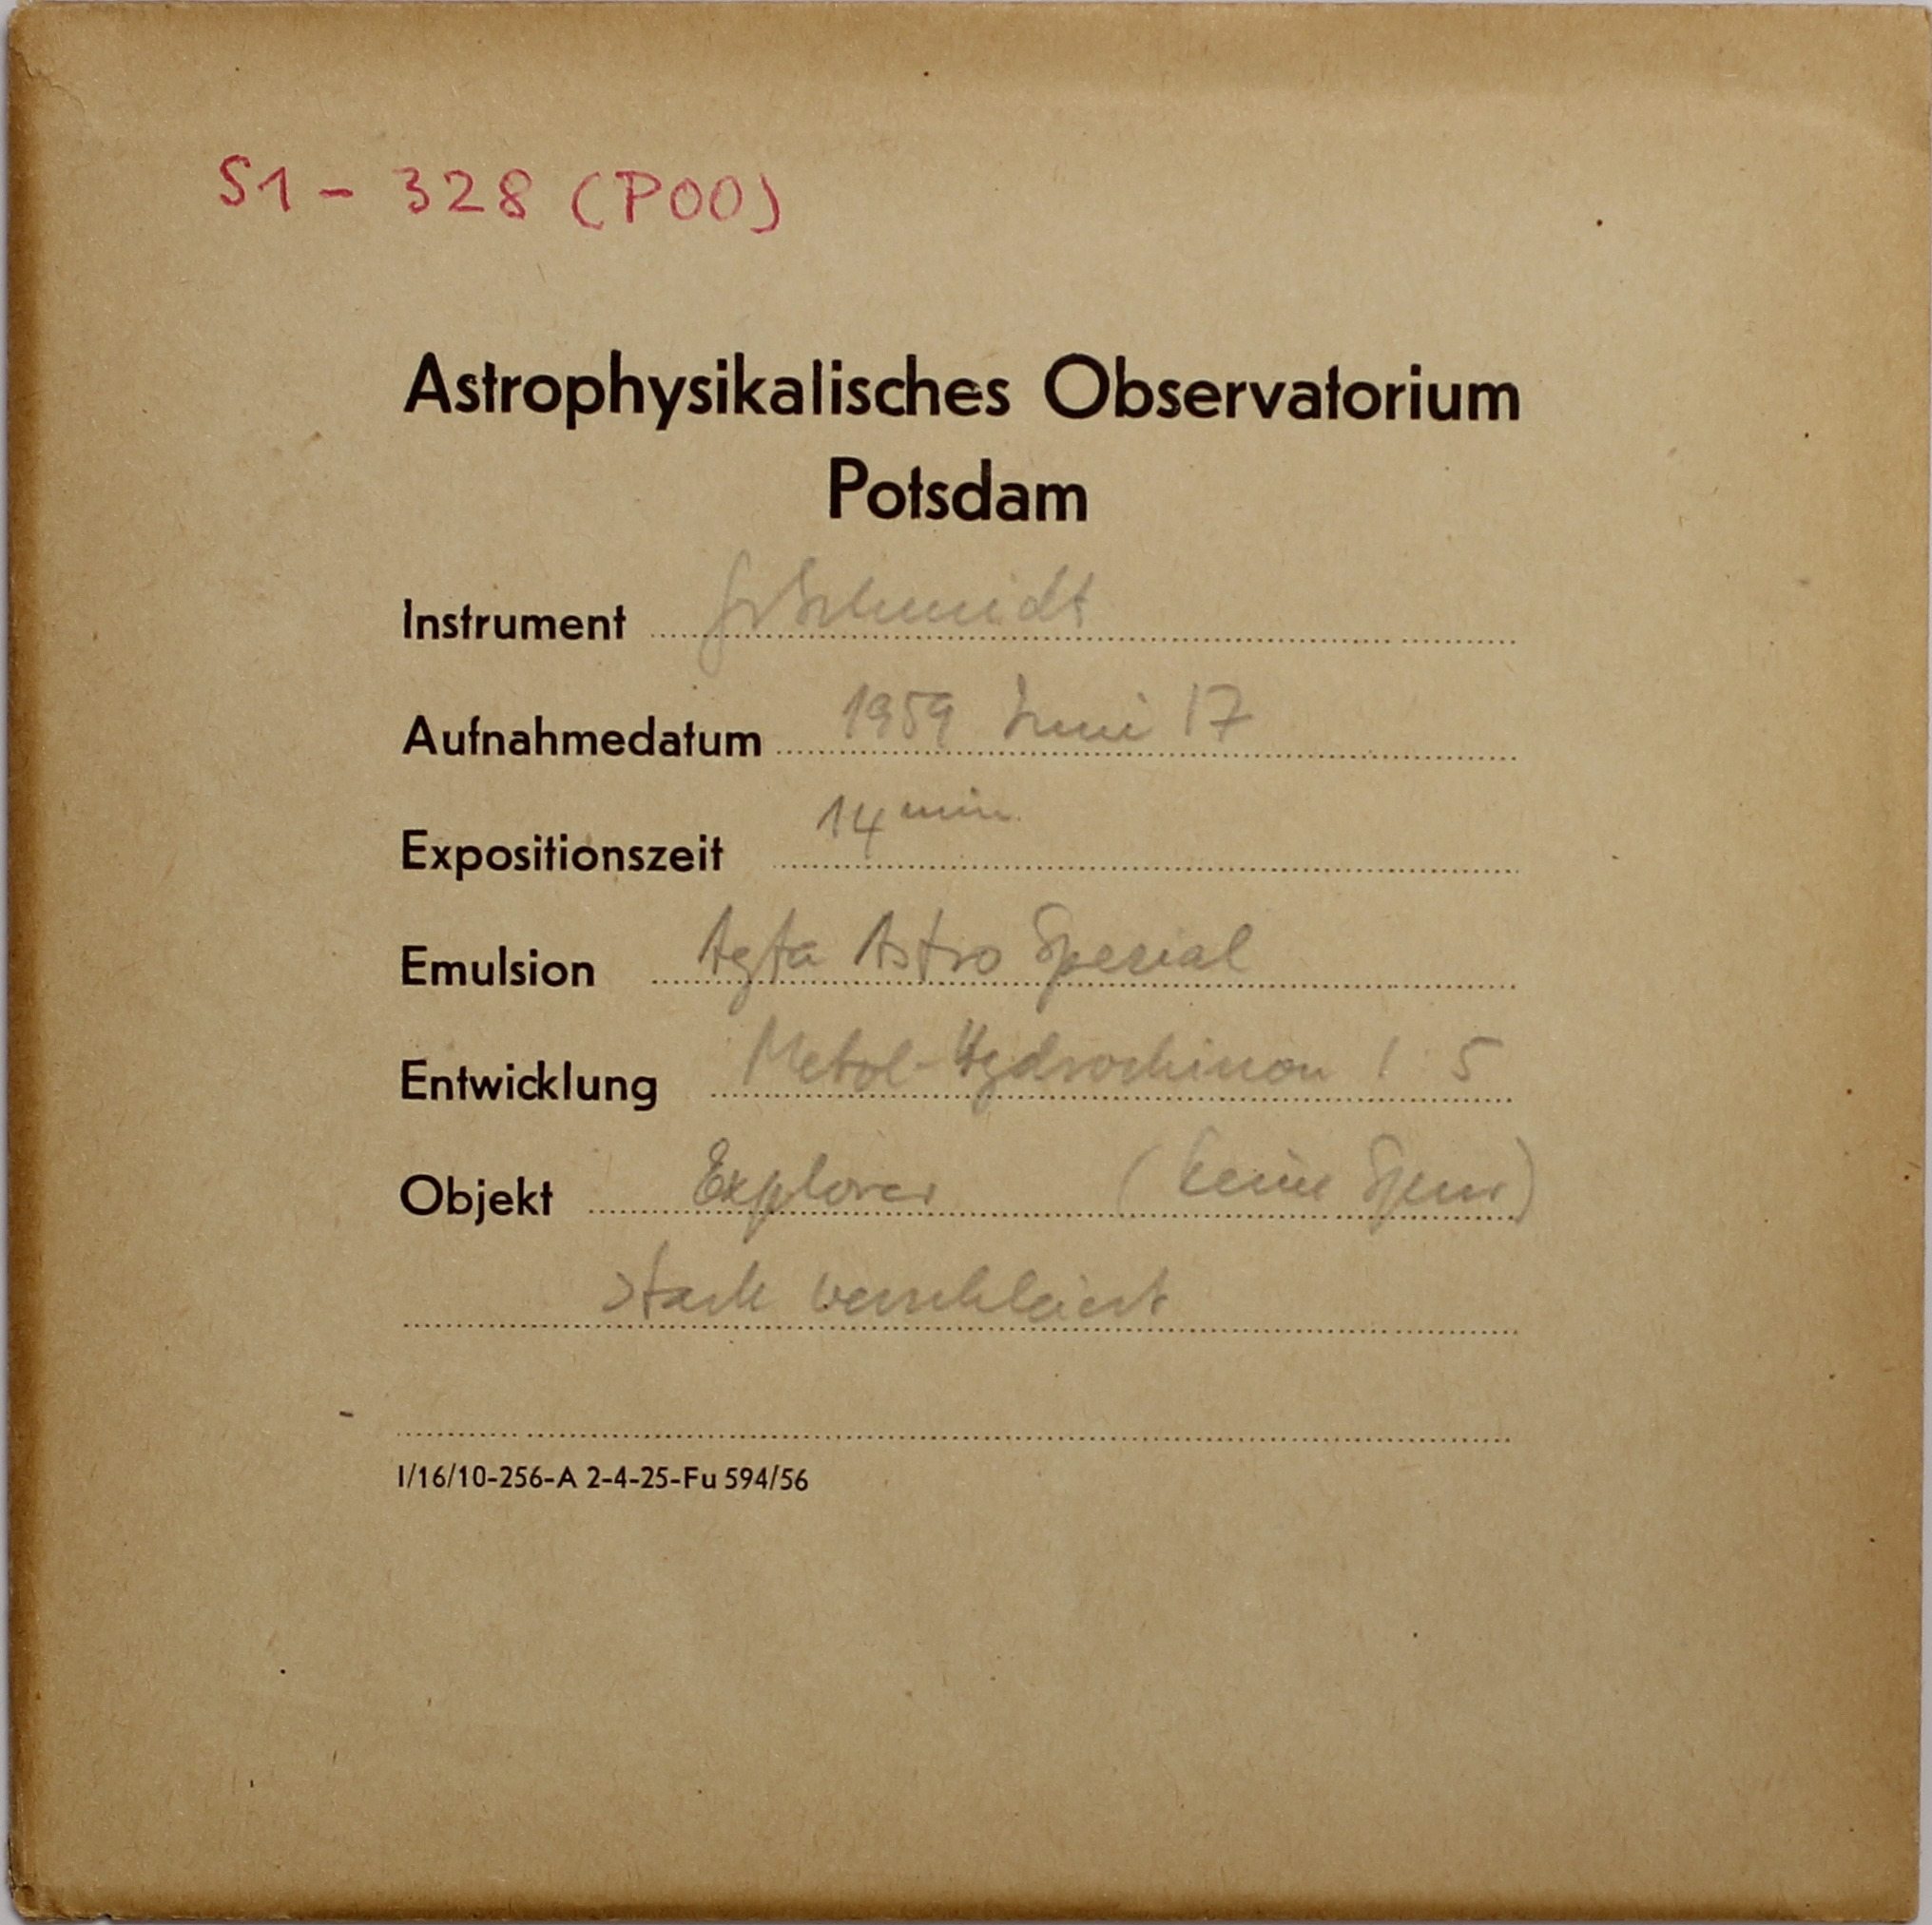 S1 - 328 (P00)
Astrophysikalisches Observatorium
Potsdam
Instrument Schmidt
Aufnahmedatum 1959 Juni 17
Expositionszeit 14 min.
Emulsion Agfa Astro Spezial
Entwicklung Metol-Hydrochinon 1 : 5
Objekt Explorer (keine Spur)
stark verschleiert
I/16/10-256-A 2-4-25-Fu 594/56